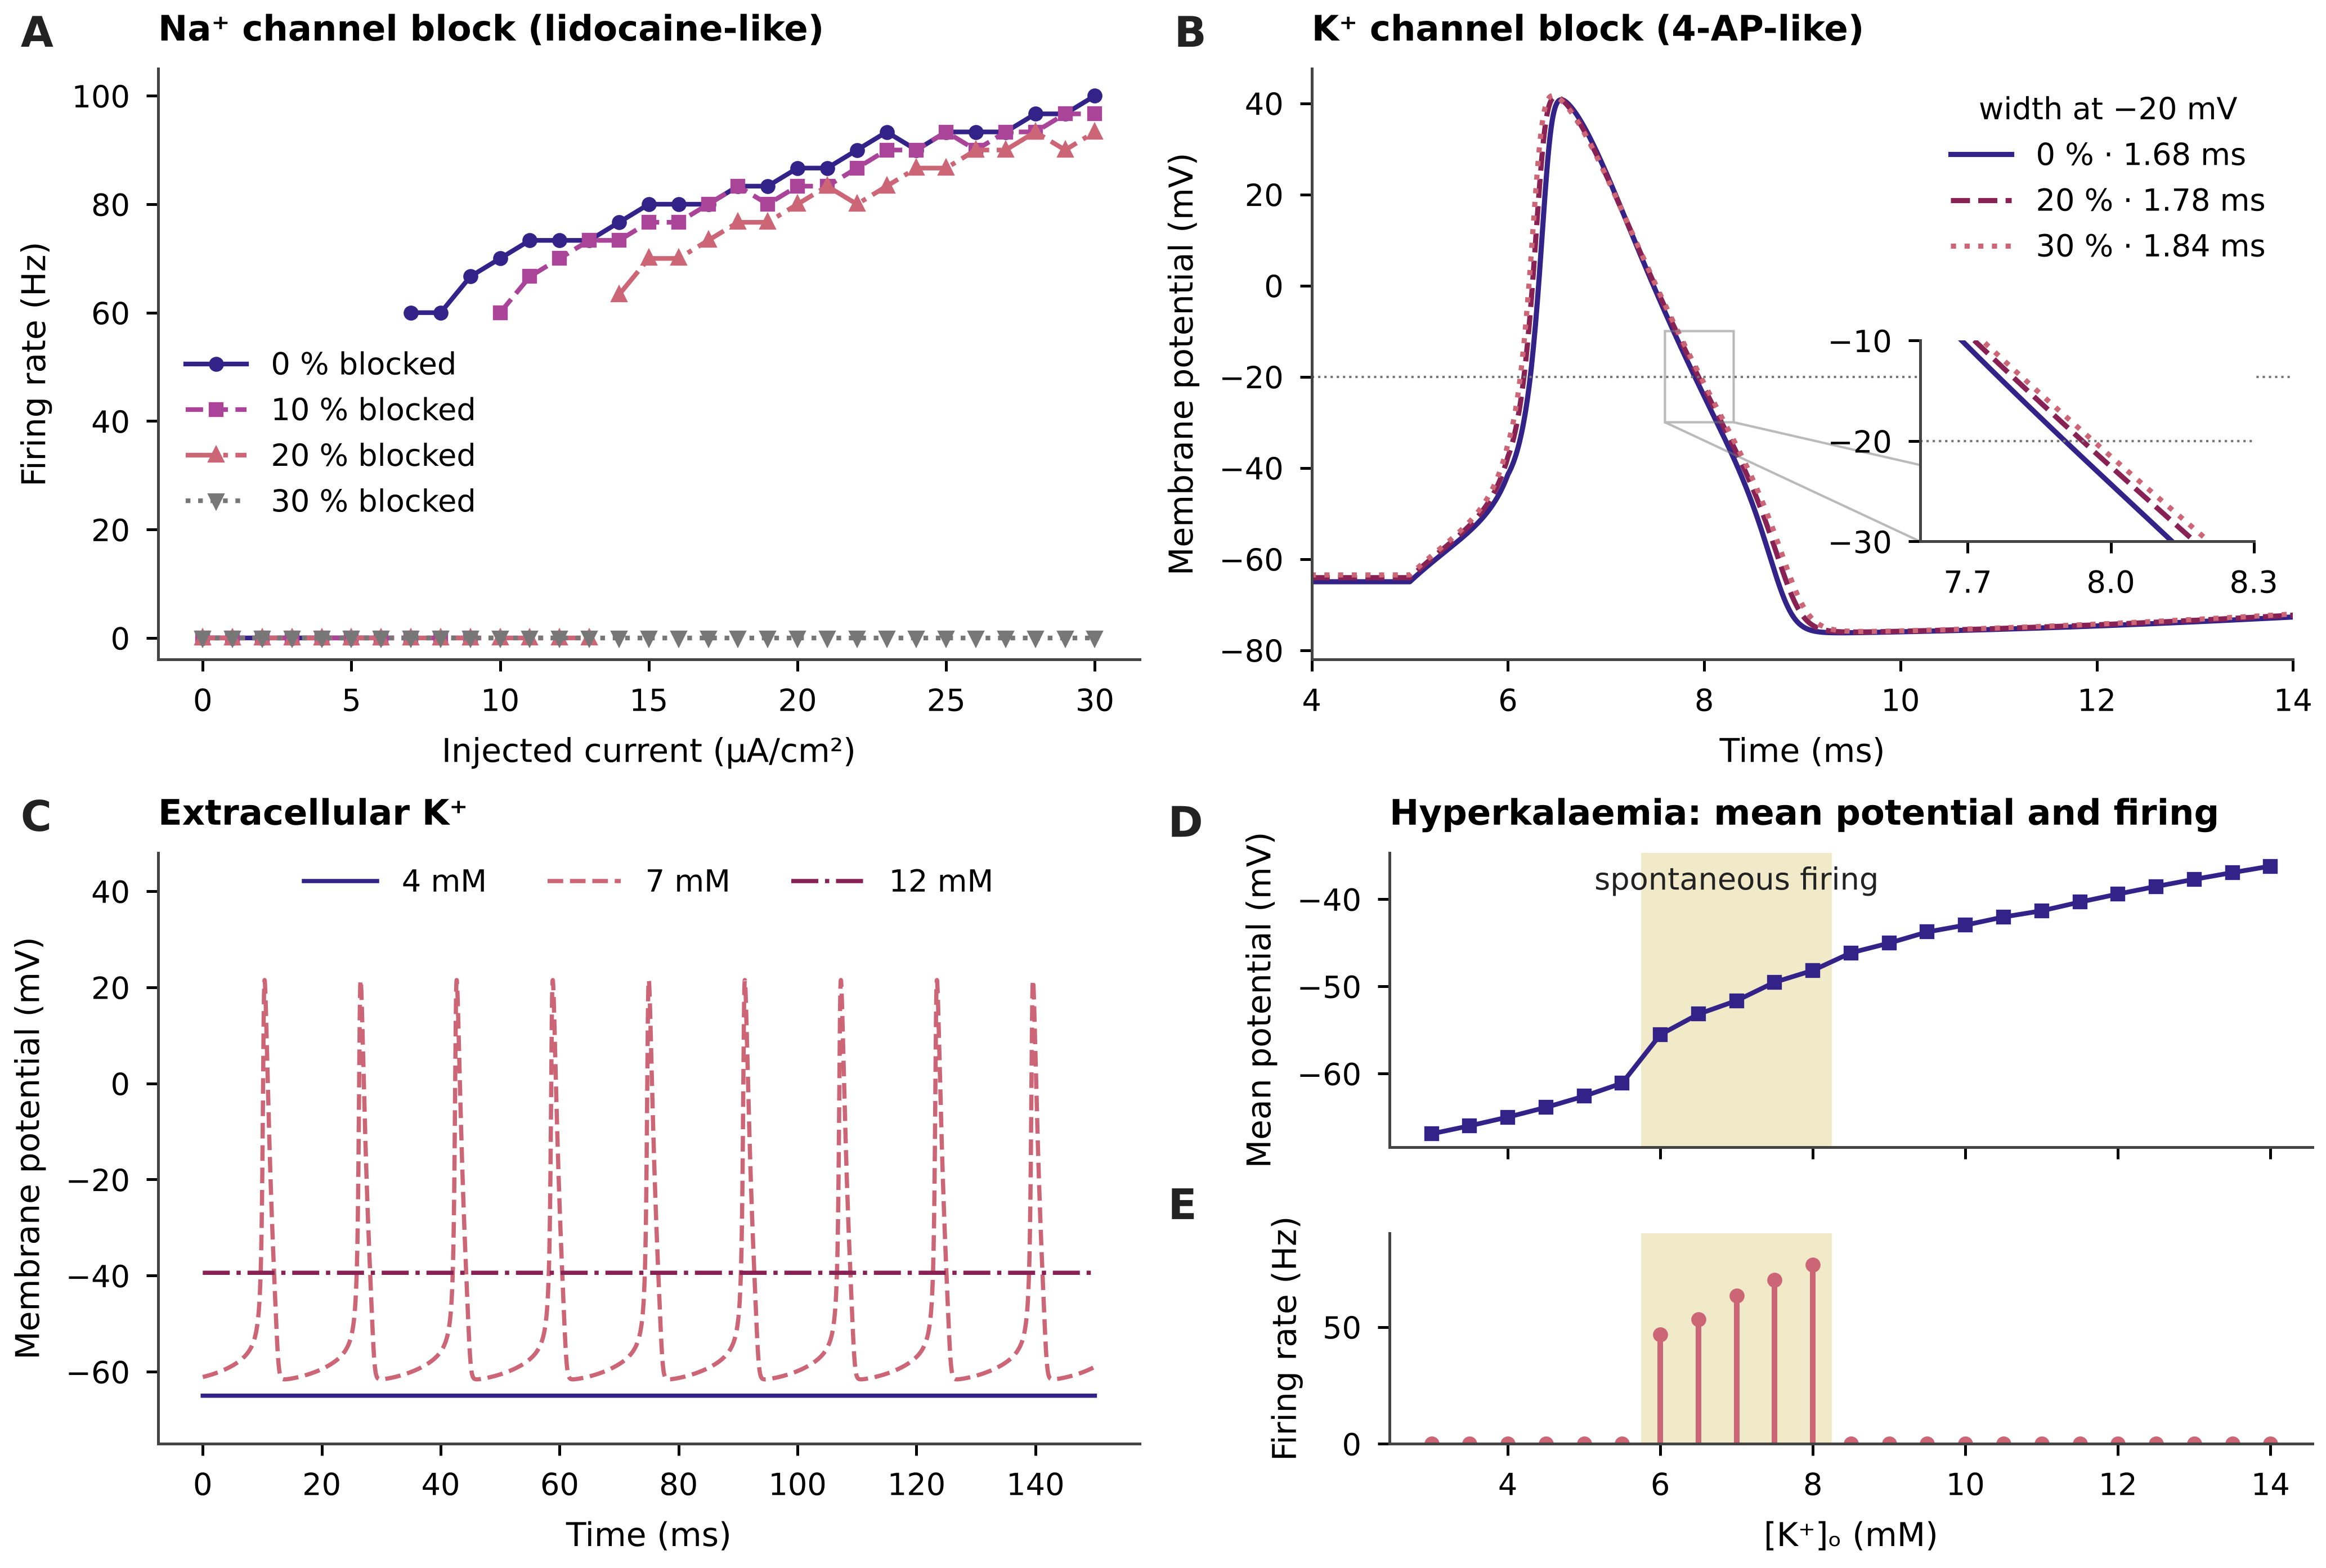 A
Na⁺ channel block (lidocaine-like)
Firing rate (Hz)
100
80
60
40
20
0
0 % blocked
10 % blocked
20 % blocked
30 % blocked
0 5 10 15 20 25 30
Injected current (µA/cm²)
B
K⁺ channel block (4-AP-like)
Membrane potential (mV)
40
20
0
−20
−40
−60
−80
width at −20 mV
0 % · 1.68 ms
20 % · 1.78 ms
30 % · 1.84 ms
−10
−20
−30
7.7 8.0 8.3
4 6 8 10 12 14
Time (ms)
C
Extracellular K⁺
4 mM 7 mM 12 mM
Membrane potential (mV)
40
20
0
−20
−40
−60
0 20 40 60 80 100 120 140
Time (ms)
D
Hyperkalaemia: mean potential and firing
spontaneous firing
Mean potential (mV)
−40
−50
−60
E
Firing rate (Hz)
50
0
4 6 8 10 12 14
[K⁺]ₒ (mM)